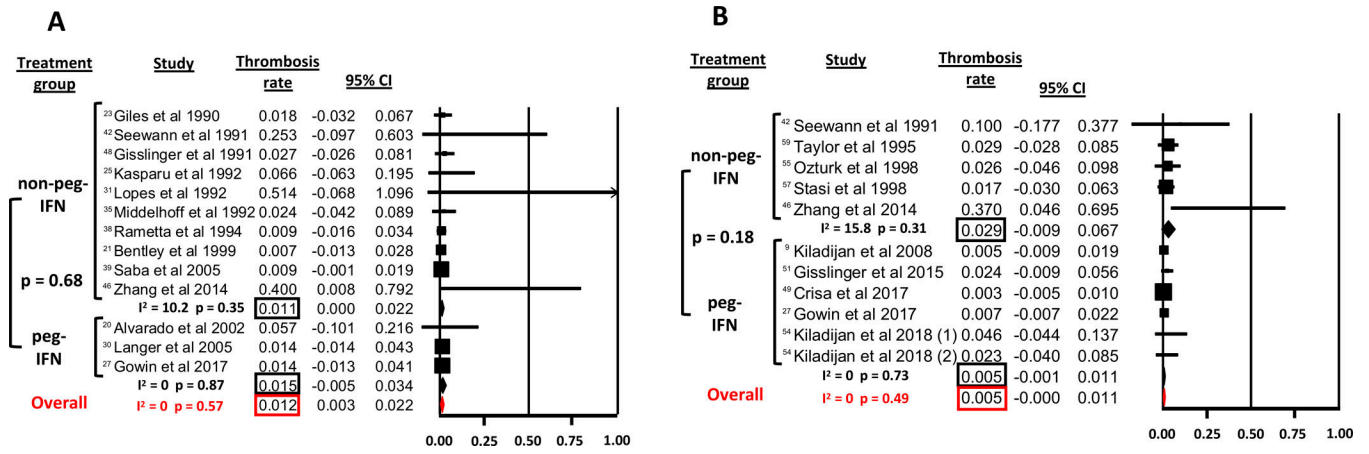 A
Treatment group Study Thrombosis rate 95% CI
non-peg-IFN
23 Giles et al 1990 0.018 -0.032 0.067
42 Seewann et al 1991 0.253 -0.097 0.603
48 Gisslinger et al 1991 0.027 -0.026 0.081
25 Kasparu et al 1992 0.066 -0.063 0.195
31 Lopes et al 1992 0.514 -0.068 1.096
35 Middelhoff et al 1992 0.024 -0.042 0.089
38 Rametta et al 1994 0.009 -0.016 0.034
21 Bentley et al 1999 0.007 -0.013 0.028
39 Saba et al 2005 0.009 -0.001 0.019
46 Zhang et al 2014 0.400 0.008 0.792
I² = 10.2 p = 0.35 0.011 0.000 0.022
p = 0.68
peg-IFN
20 Alvarado et al 2002 0.057 -0.101 0.216
30 Langer et al 2005 0.014 -0.014 0.043
27 Gowin et al 2017 0.014 -0.013 0.041
I² = 0 p = 0.87 0.015 -0.005 0.034
Overall I² = 0 p = 0.57 0.012 0.003 0.022
0.00 0.25 0.50 0.75 1.00
B
Treatment group Study Thrombosis rate 95% CI
non-peg-IFN
42 Seewann et al 1991 0.100 -0.177 0.377
59 Taylor et al 1995 0.029 -0.028 0.085
55 Ozturk et al 1998 0.026 -0.046 0.098
57 Stasi et al 1998 0.017 -0.030 0.063
46 Zhang et al 2014 0.370 0.046 0.695
I² = 15.8 p = 0.31 0.029 -0.009 0.067
p = 0.18
peg-IFN
9 Kiladijan et al 2008 0.005 -0.009 0.019
51 Gisslinger et al 2015 0.024 -0.009 0.056
49 Crisa et al 2017 0.003 -0.005 0.010
27 Gowin et al 2017 0.007 -0.007 0.022
54 Kiladijan et al 2018 (1) 0.046 -0.044 0.137
54 Kiladijan et al 2018 (2) 0.023 -0.040 0.085
I² = 0 p = 0.73 0.005 -0.001 0.011
Overall I² = 0 p = 0.49 0.005 -0.000 0.011
0.00 0.25 0.50 0.75 1.00